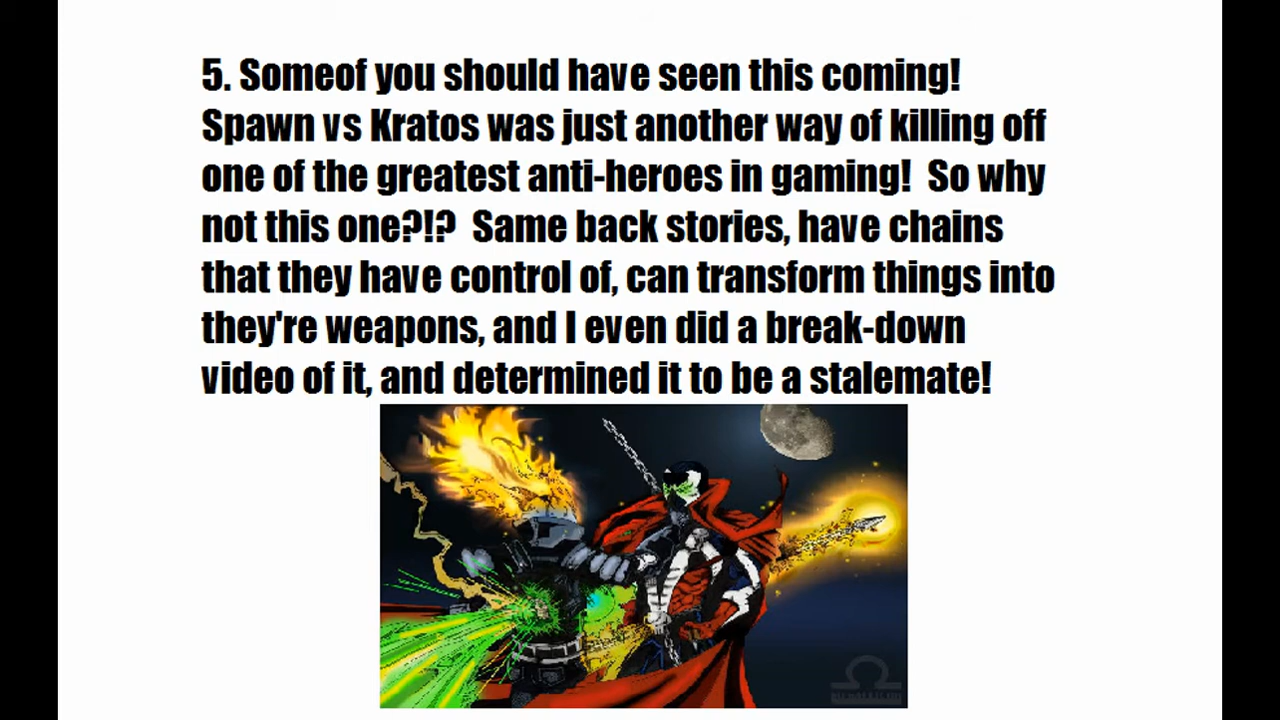 5. Someof you should have seen this coming!
Spawn vs Kratos was just another way of killing off
one of the greatest anti-heroes in gaming!  So why
not this one?!?  Same back stories, have chains
that they have control of, can transform things into
they're weapons, and I even did a break-down
video of it, and determined it to be a stalemate!